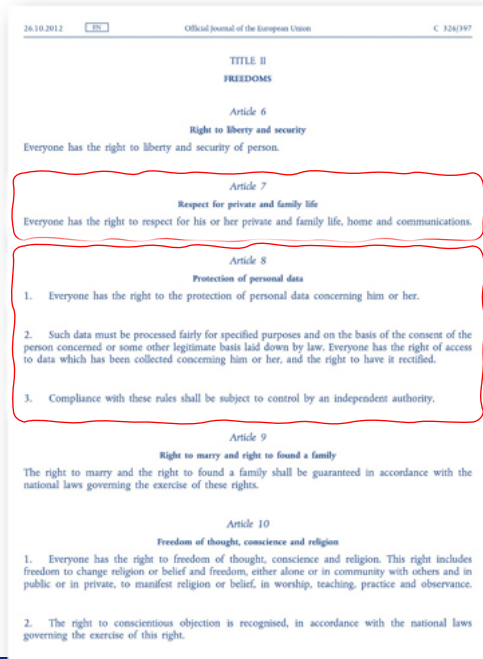 26.10.2012 EN Official Journal of the European Union C 326/397
TITLE II
FREEDOMS
Article 6
Right to liberty and security
Everyone has the right to liberty and security of person.
Article 7
Respect for private and family life
Everyone has the right to respect for his or her private and family life, home and communications.
Article 8
Protection of personal data
1. Everyone has the right to the protection of personal data concerning him or her.
2. Such data must be processed fairly for specified purposes and on the basis of the consent of the
person concerned or some other legitimate basis laid down by law. Everyone has the right of access
to data which has been collected concerning him or her, and the right to have it rectified.
3. Compliance with these rules shall be subject to control by an independent authority.
Article 9
Right to marry and right to found a family
The right to marry and the right to found a family shall be guaranteed in accordance with the
national laws governing the exercise of these rights.
Article 10
Freedom of thought, conscience and religion
1. Everyone has the right to freedom of thought, conscience and religion. This right includes
freedom to change religion or belief and freedom, either alone or in community with others and in
public or in private, to manifest religion or belief, in worship, teaching, practice and observance.
2. The right to conscientious objection is recognised, in accordance with the national laws
governing the exercise of this right.